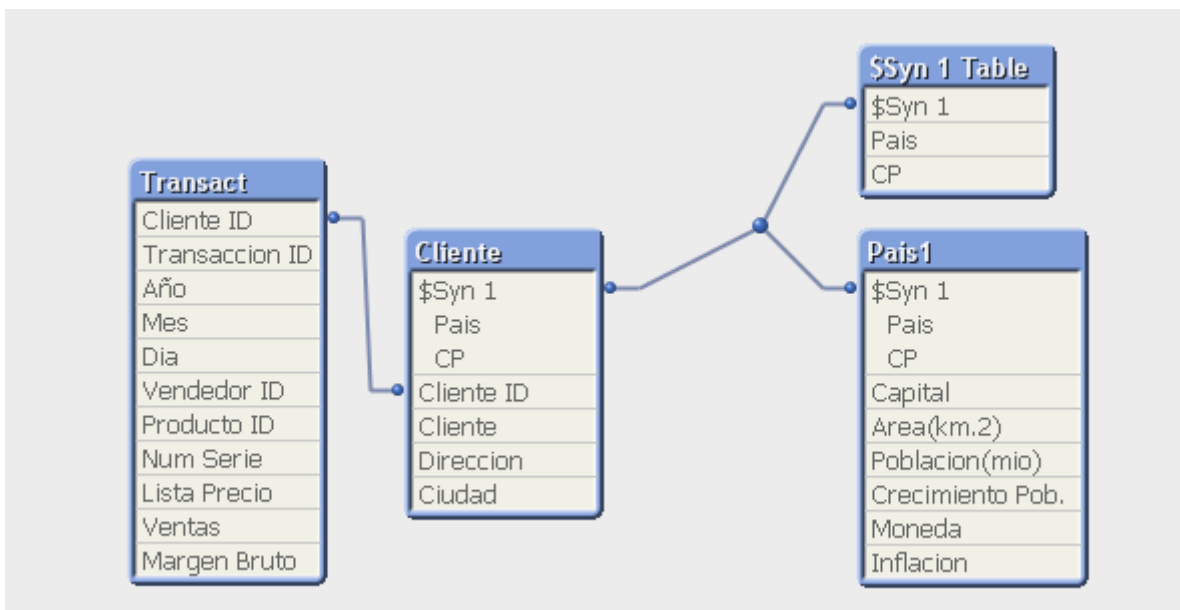 Transact
Cliente ID
Transaccion ID
Año
Mes
Dia
Vendedor ID
Producto ID
Num Serie
Lista Precio
Ventas
Margen Bruto
Cliente
$Syn 1
Pais
CP
Cliente ID
Cliente
Direccion
Ciudad
$Syn 1 Table
$Syn 1
Pais
CP
Pais1
$Syn 1
Pais
CP
Capital
Area(km.2)
Poblacion(mio)
Crecimiento Pob.
Moneda
Inflacion